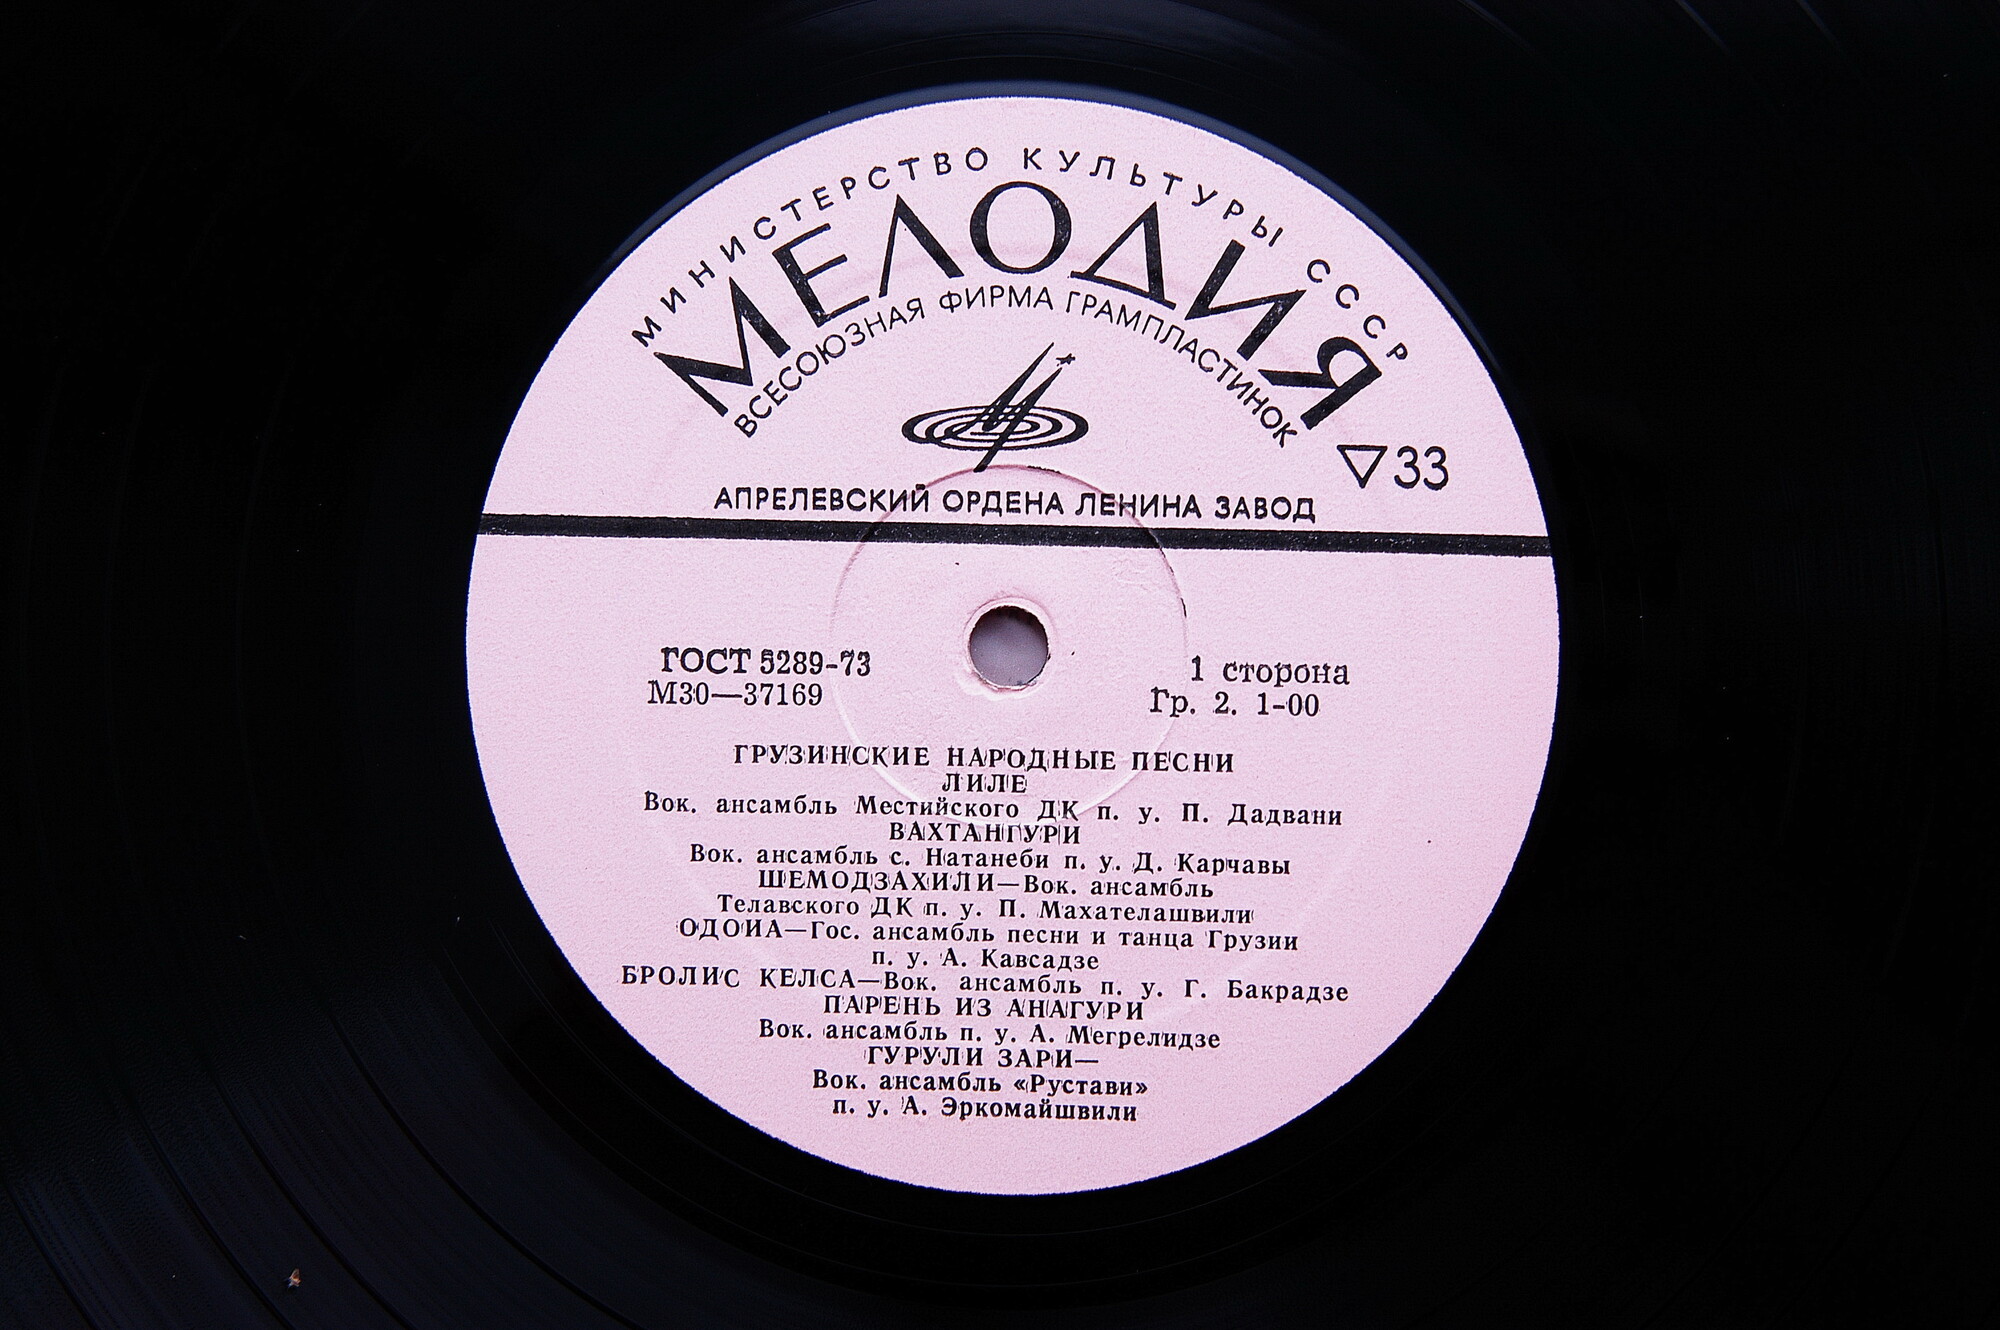 МИНИСТЕРСТВО КУЛЬТУРЫ СССР
МЕЛОДИЯ
ВСЕСОЮЗНАЯ ФИРМА ГРАМПЛАСТИНОК
▽33
АПРЕЛЕВСКИЙ ОРДЕНА ЛЕНИНА ЗАВОД
ГОСТ 5289-73
М30—37169
1 сторона
Гр. 2. 1-00
ГРУЗИНСКИЕ НАРОДНЫЕ ПЕСНИ
ЛИЛЕ
Вок. ансамбль Местийского ДК п. у. П. Дадвани
ВАХТАНГУРИ
Вок. ансамбль с. Натанеби п. у. Д. Карчавы
ШЕМОДЗАХИЛИ—Вок. ансамбль
Телавского ДК п. у. П. Махателашвили
ОДОИА—Гос. ансамбль песни и танца Грузии
п. у. А. Кавсадзе
БРОЛИС КЕЛСА—Вок. ансамбль п. у. Г. Бакрадзе
ПАРЕНЬ ИЗ АНАГУРИ
Вок. ансамбль п. у. А. Мегрелидзе
ГУРУЛИ ЗАРИ—
Вок. ансамбль «Рустави»
п. у. А. Эркомайшвили